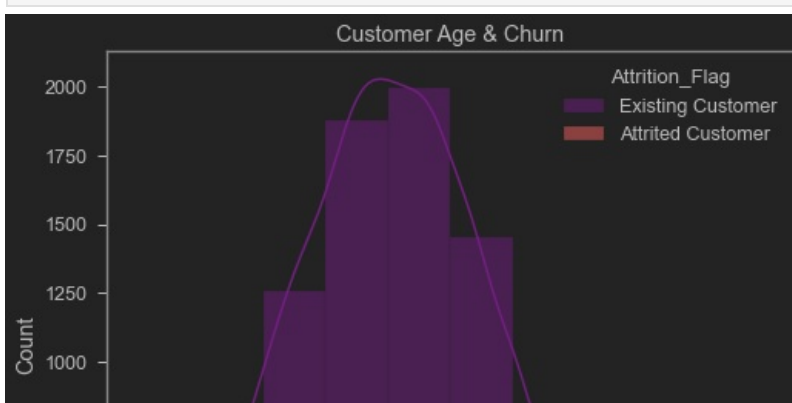 Customer Age & Churn
Attrition_Flag
Existing Customer
Attrited Customer
2000
1750
1500
1250
1000
Count